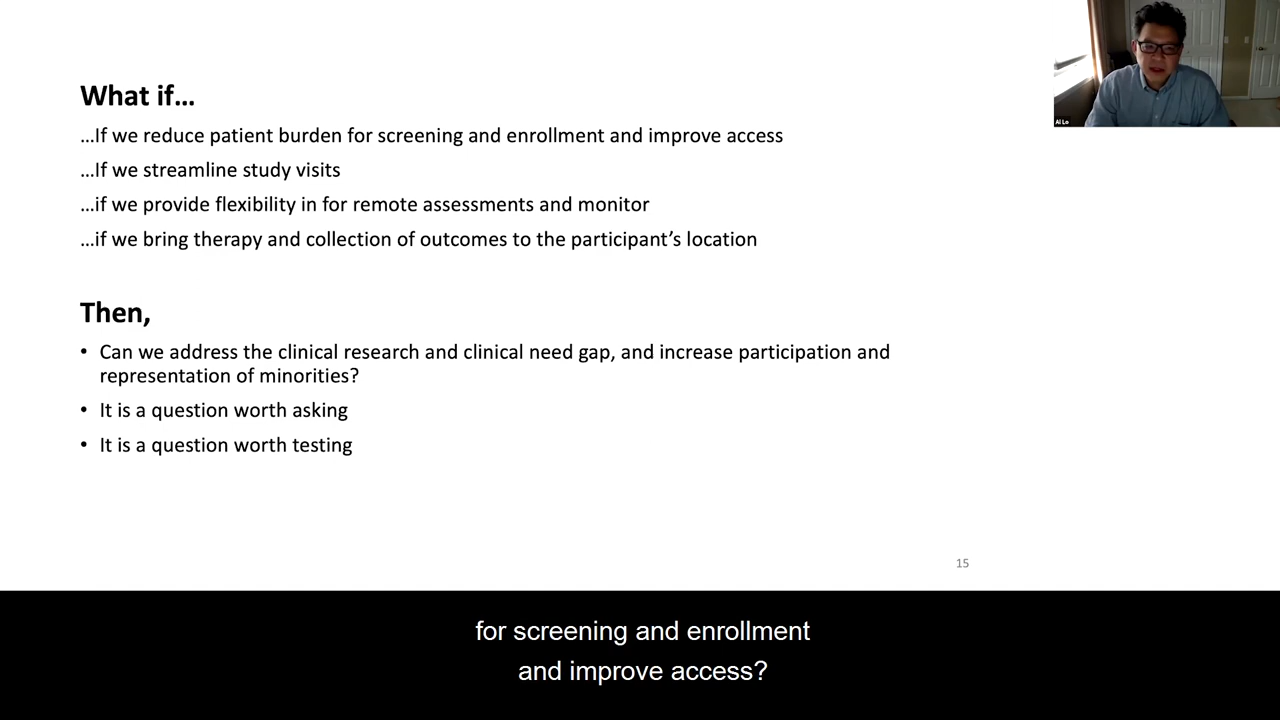 What if…
…If we reduce patient burden for screening and enrollment and improve access
…If we streamline study visits
…if we provide flexibility in for remote assessments and monitor
…if we bring therapy and collection of outcomes to the participant’s location
Then,
• Can we address the clinical research and clinical need gap, and increase participation and
representation of minorities?
• It is a question worth asking
• It is a question worth testing
15
Al Lo
for screening and enrollment
and improve access?